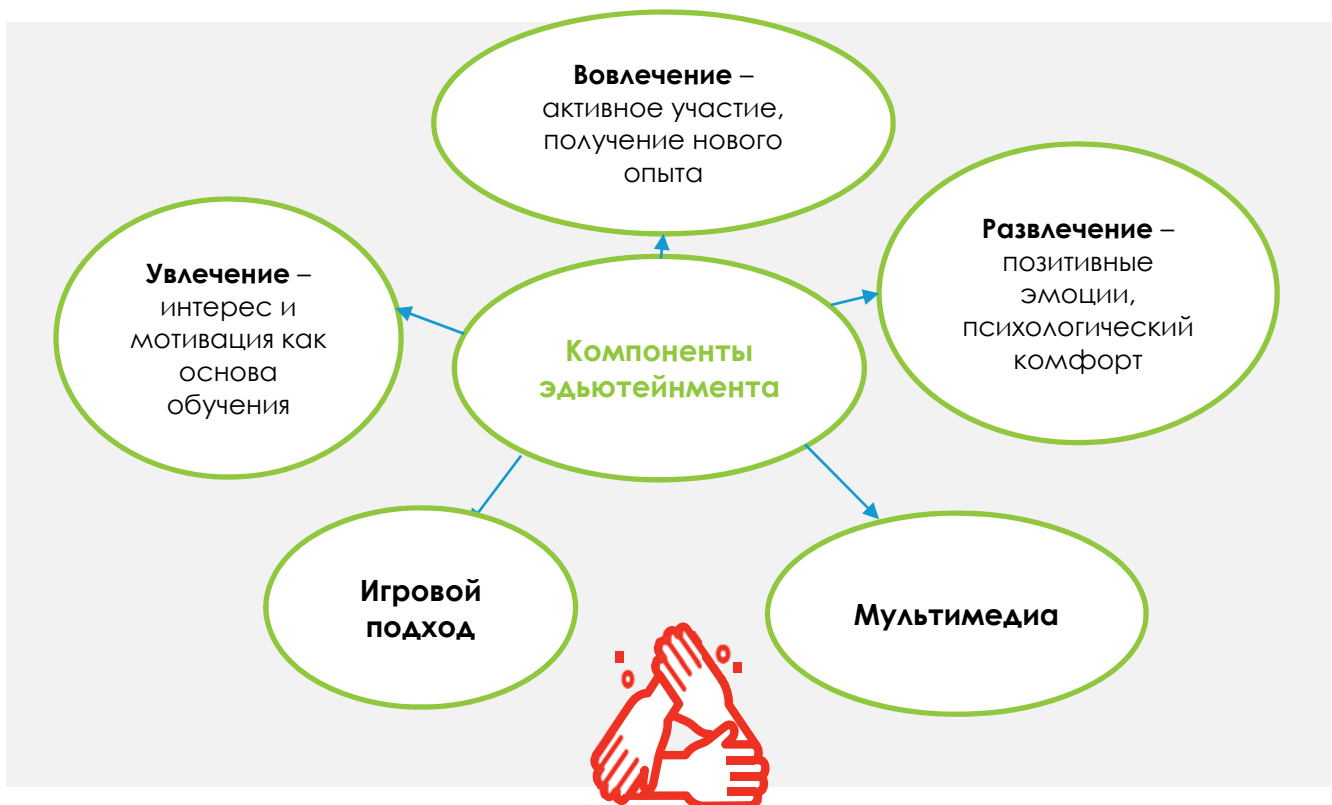 Вовлечение –
активное участие,
получение нового
опыта
Развлечение –
позитивные
эмоции,
психологический
комфорт
Увлечение –
интерес и
мотивация как
основа
обучения
Компоненты
эдьютейнмента
Игровой
подход
Мультимедиа